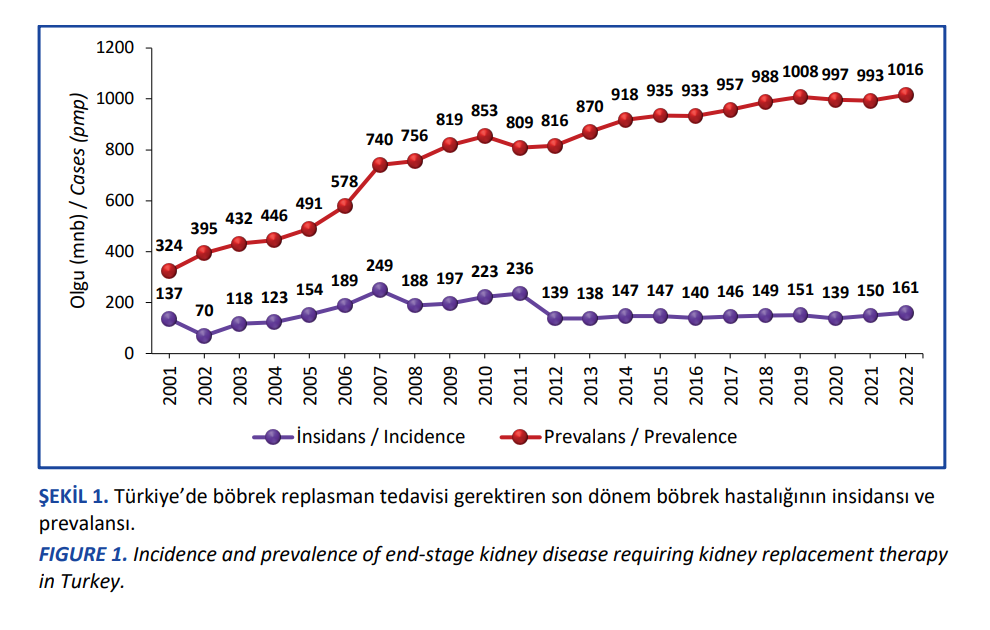 1200
1000
800
600
400
200
0
Olgu (mnb) / Cases (pmp)
324 395 432 446 491 578 740 756 819 853 809 816 870 918 935 933 957 988 1008 997 993 1016
137 70 118 123 154 189 249 188 197 223 236 139 138 147 147 140 146 149 151 139 150 161
2001 2002 2003 2004 2005 2006 2007 2008 2009 2010 2011 2012 2013 2014 2015 2016 2017 2018 2019 2020 2021 2022
İnsidans / Incidence Prevalans / Prevalence
ŞEKİL 1. Türkiye’de böbrek replasman tedavisi gerektiren son dönem böbrek hastalığının insidansı ve
prevalansı.
FIGURE 1. Incidence and prevalence of end-stage kidney disease requiring kidney replacement therapy
in Turkey.